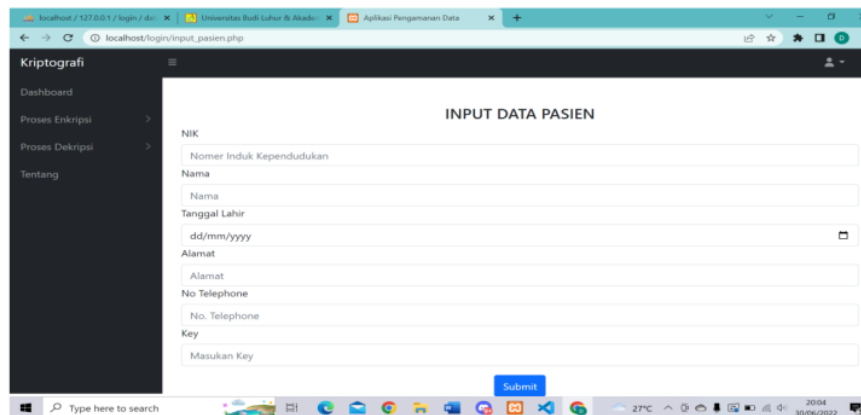 localhost / 127.0.0.1 / login / dat
Universitas Budi Luhur & Akade
Aplikasi Pengamanan Data
localhost/login/input_pasien.php
D
Kriptografi
Dashboard
Proses Enkripsi
Proses Dekripsi
Tentang
INPUT DATA PASIEN
NIK
Nomer Induk Kependudukan
Nama
Nama
Tanggal Lahir
dd/mm/yyyy
Alamat
Alamat
No Telephone
No. Telephone
Key
Masukan Key
Submit
Type here to search
27°C
20:04
30/06/2022